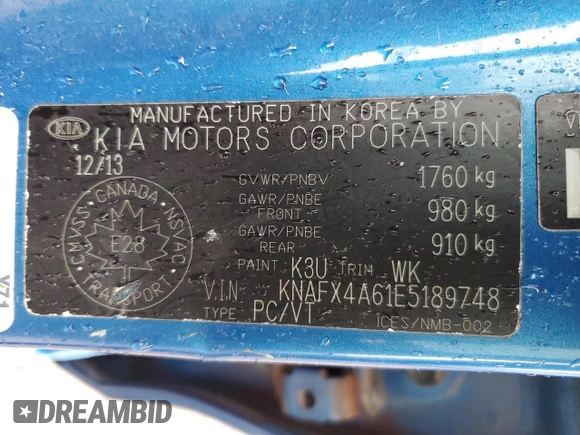 MANUFACTURED IN KOREA BY
KIA KIA MOTORS CORPORATION
12/13
GVWR/PNBV 1760 kg
GAWR/PNBE FRONT 980 kg
GAWR/PNBE REAR 910 kg
CANADA
CMVSS NSVAC
E28
TRANSPORT
PAINT K3U TRIM WK
V.I.N. KNAFX4A61E5189748
TYPE PC/VT
ICES/NMB-002
DREAMBID